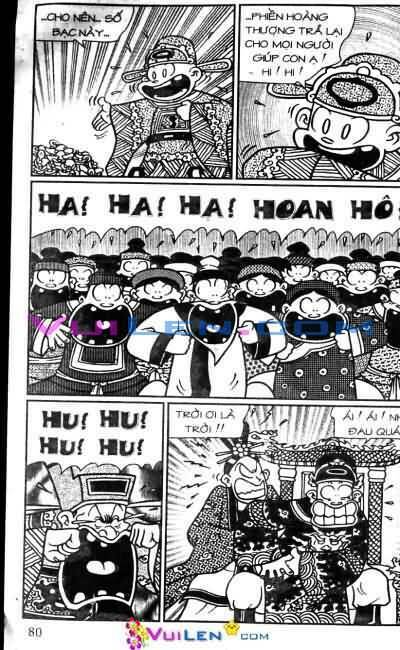 ...CHO NÊN... SỐ
BẠC NÀY...
...PHIỀN HOÀNG
THƯỢNG TRẢ LẠI
CHO MỌI NGƯỜI
GIÚP CON Ạ!
HI! HI!
HA! HA! HA! HOAN HÔ
VUILEN.COM
HU! HU!
HU! HU!
TRỜI ƠI LÀ
TRỜI!!
ÁI! ÁI!
ĐAU QUÁ
80
VUILEN.COM